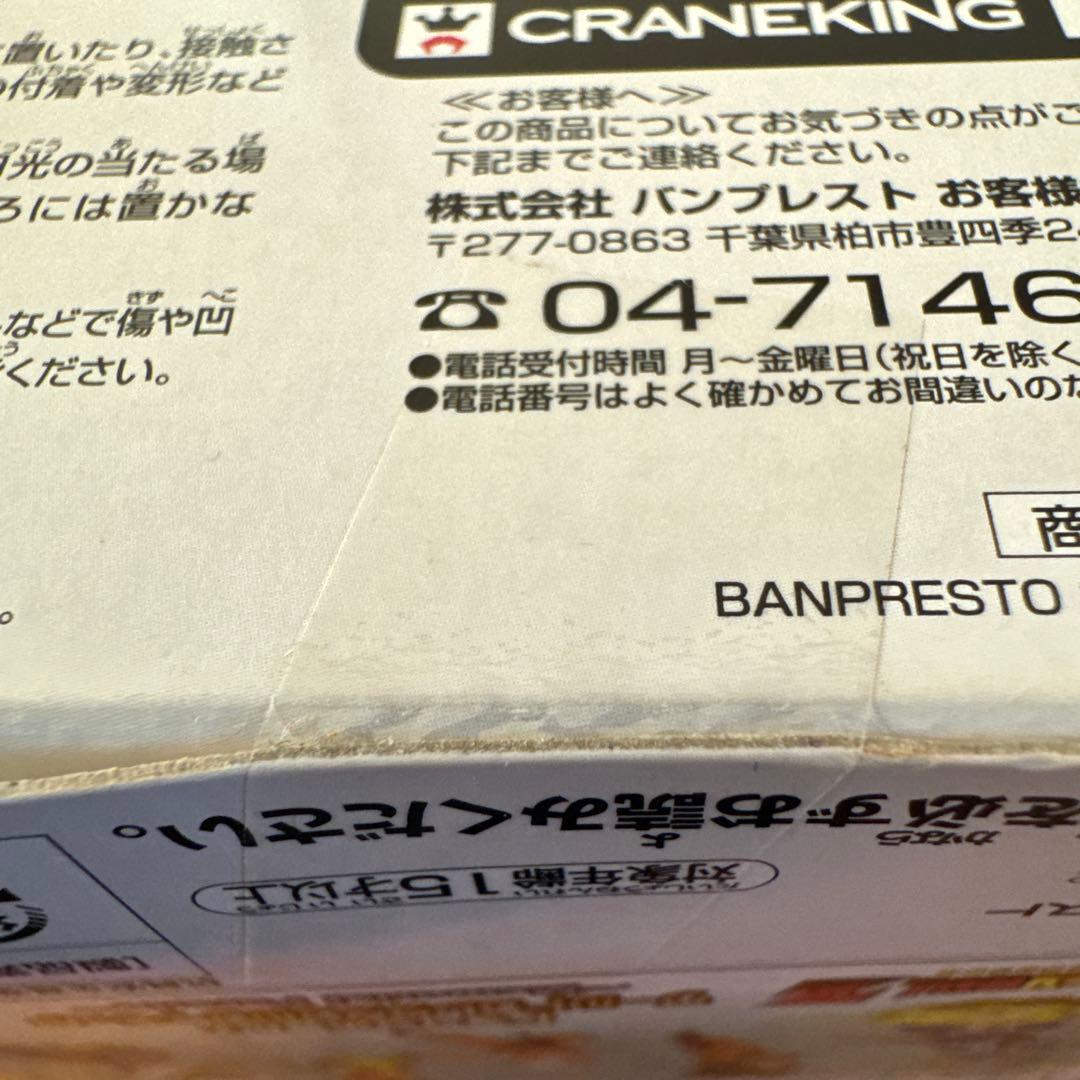 置いたり、接触さ
の付着や変形など
光の当たる場
ろには置かな
などで傷や凹
ください。
CRANEKING
≪お客様へ≫
この商品についてお気づきの点がご
下記までご連絡ください。
株式会社 バンプレスト お客様
〒277-0863 千葉県柏市豊四季2
☎ 04-7146
●電話受付時間 月～金曜日(祝日を除く
●電話番号はよく確かめてお間違いのな
商
BANPRESTO
を必ずお読みください。
対象年齢15才以上
スト